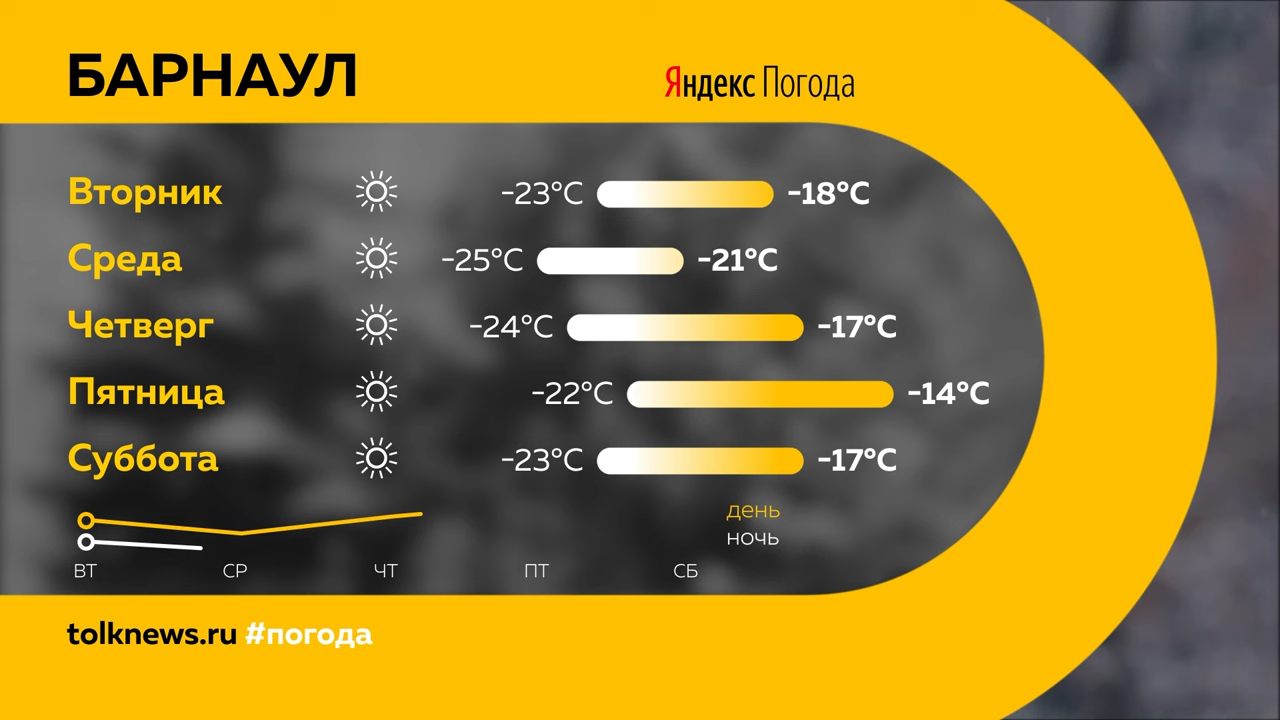 БАРНАУЛ
Яндекс Погода
Вторник -23°C -18°C
Среда -25°C -21°C
Четверг -24°C -17°C
Пятница -22°C -14°C
Суббота -23°C -17°C
день
ночь
ВТ СР ЧТ ПТ СБ
tolknews.ru #погода